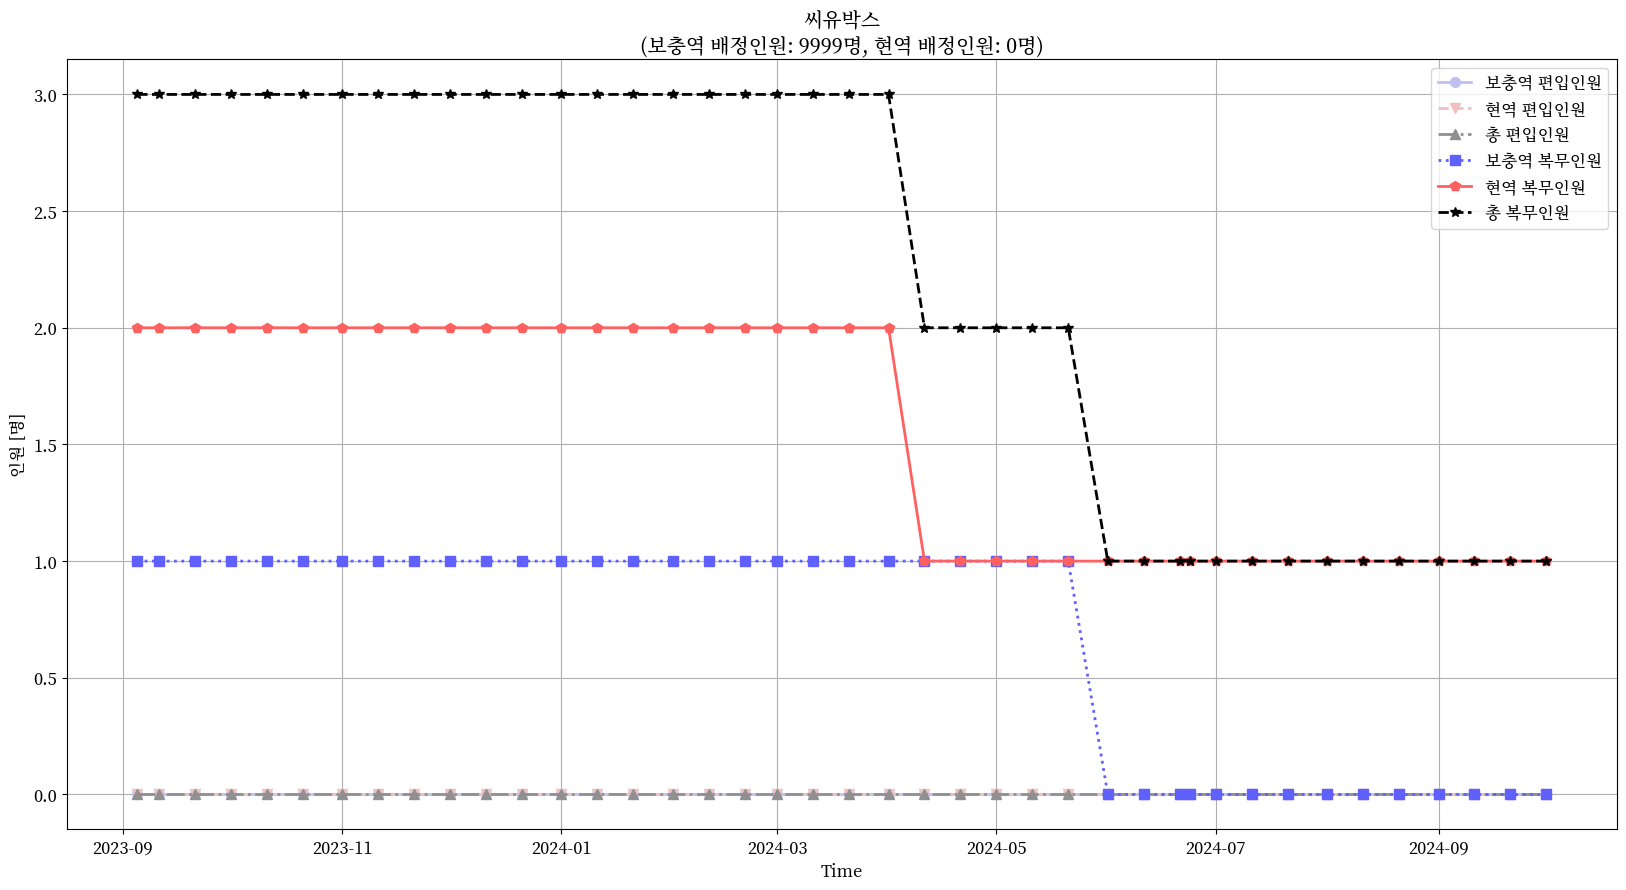 씨유박스
(보충역 배정인원: 9999명, 현역 배정인원: 0명)
보충역 편입인원
현역 편입인원
총 편입인원
보충역 복무인원
현역 복무인원
총 복무인원
인원 [명]
3.0
2.5
2.0
1.5
1.0
0.5
0.0
2023-09
2023-11
2024-01
2024-03
2024-05
2024-07
2024-09
Time